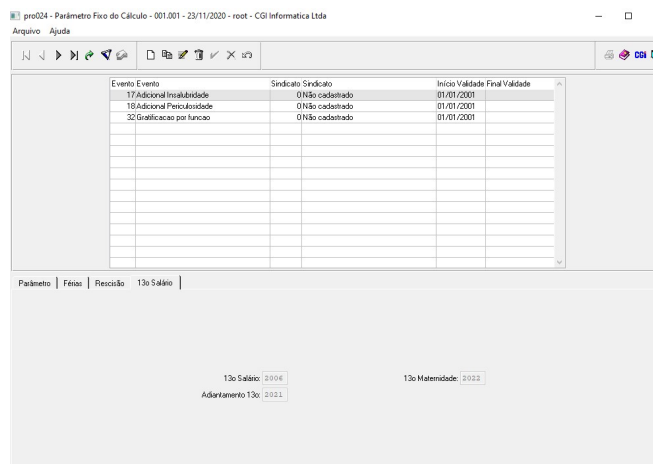 pro024 - Parâmetro Fixo do Cálculo - 001.001 - 23/11/2020 - root - CGI Informatica Ltda
Arquivo Ajuda
CGi
Evento Evento Sindicato Sindicato Início Validade Final Validade
17 Adicional Insalubridade 0 Não cadastrado 01/01/2001
18 Adicional Periculosidade 0 Não cadastrado 01/01/2001
32 Gratificacao por funcao 0 Não cadastrado 01/01/2001
Parâmetro Férias Rescisão 13o Salário
13o Salário: 2006 13o Maternidade: 2022
Adiantamento 13o: 2021